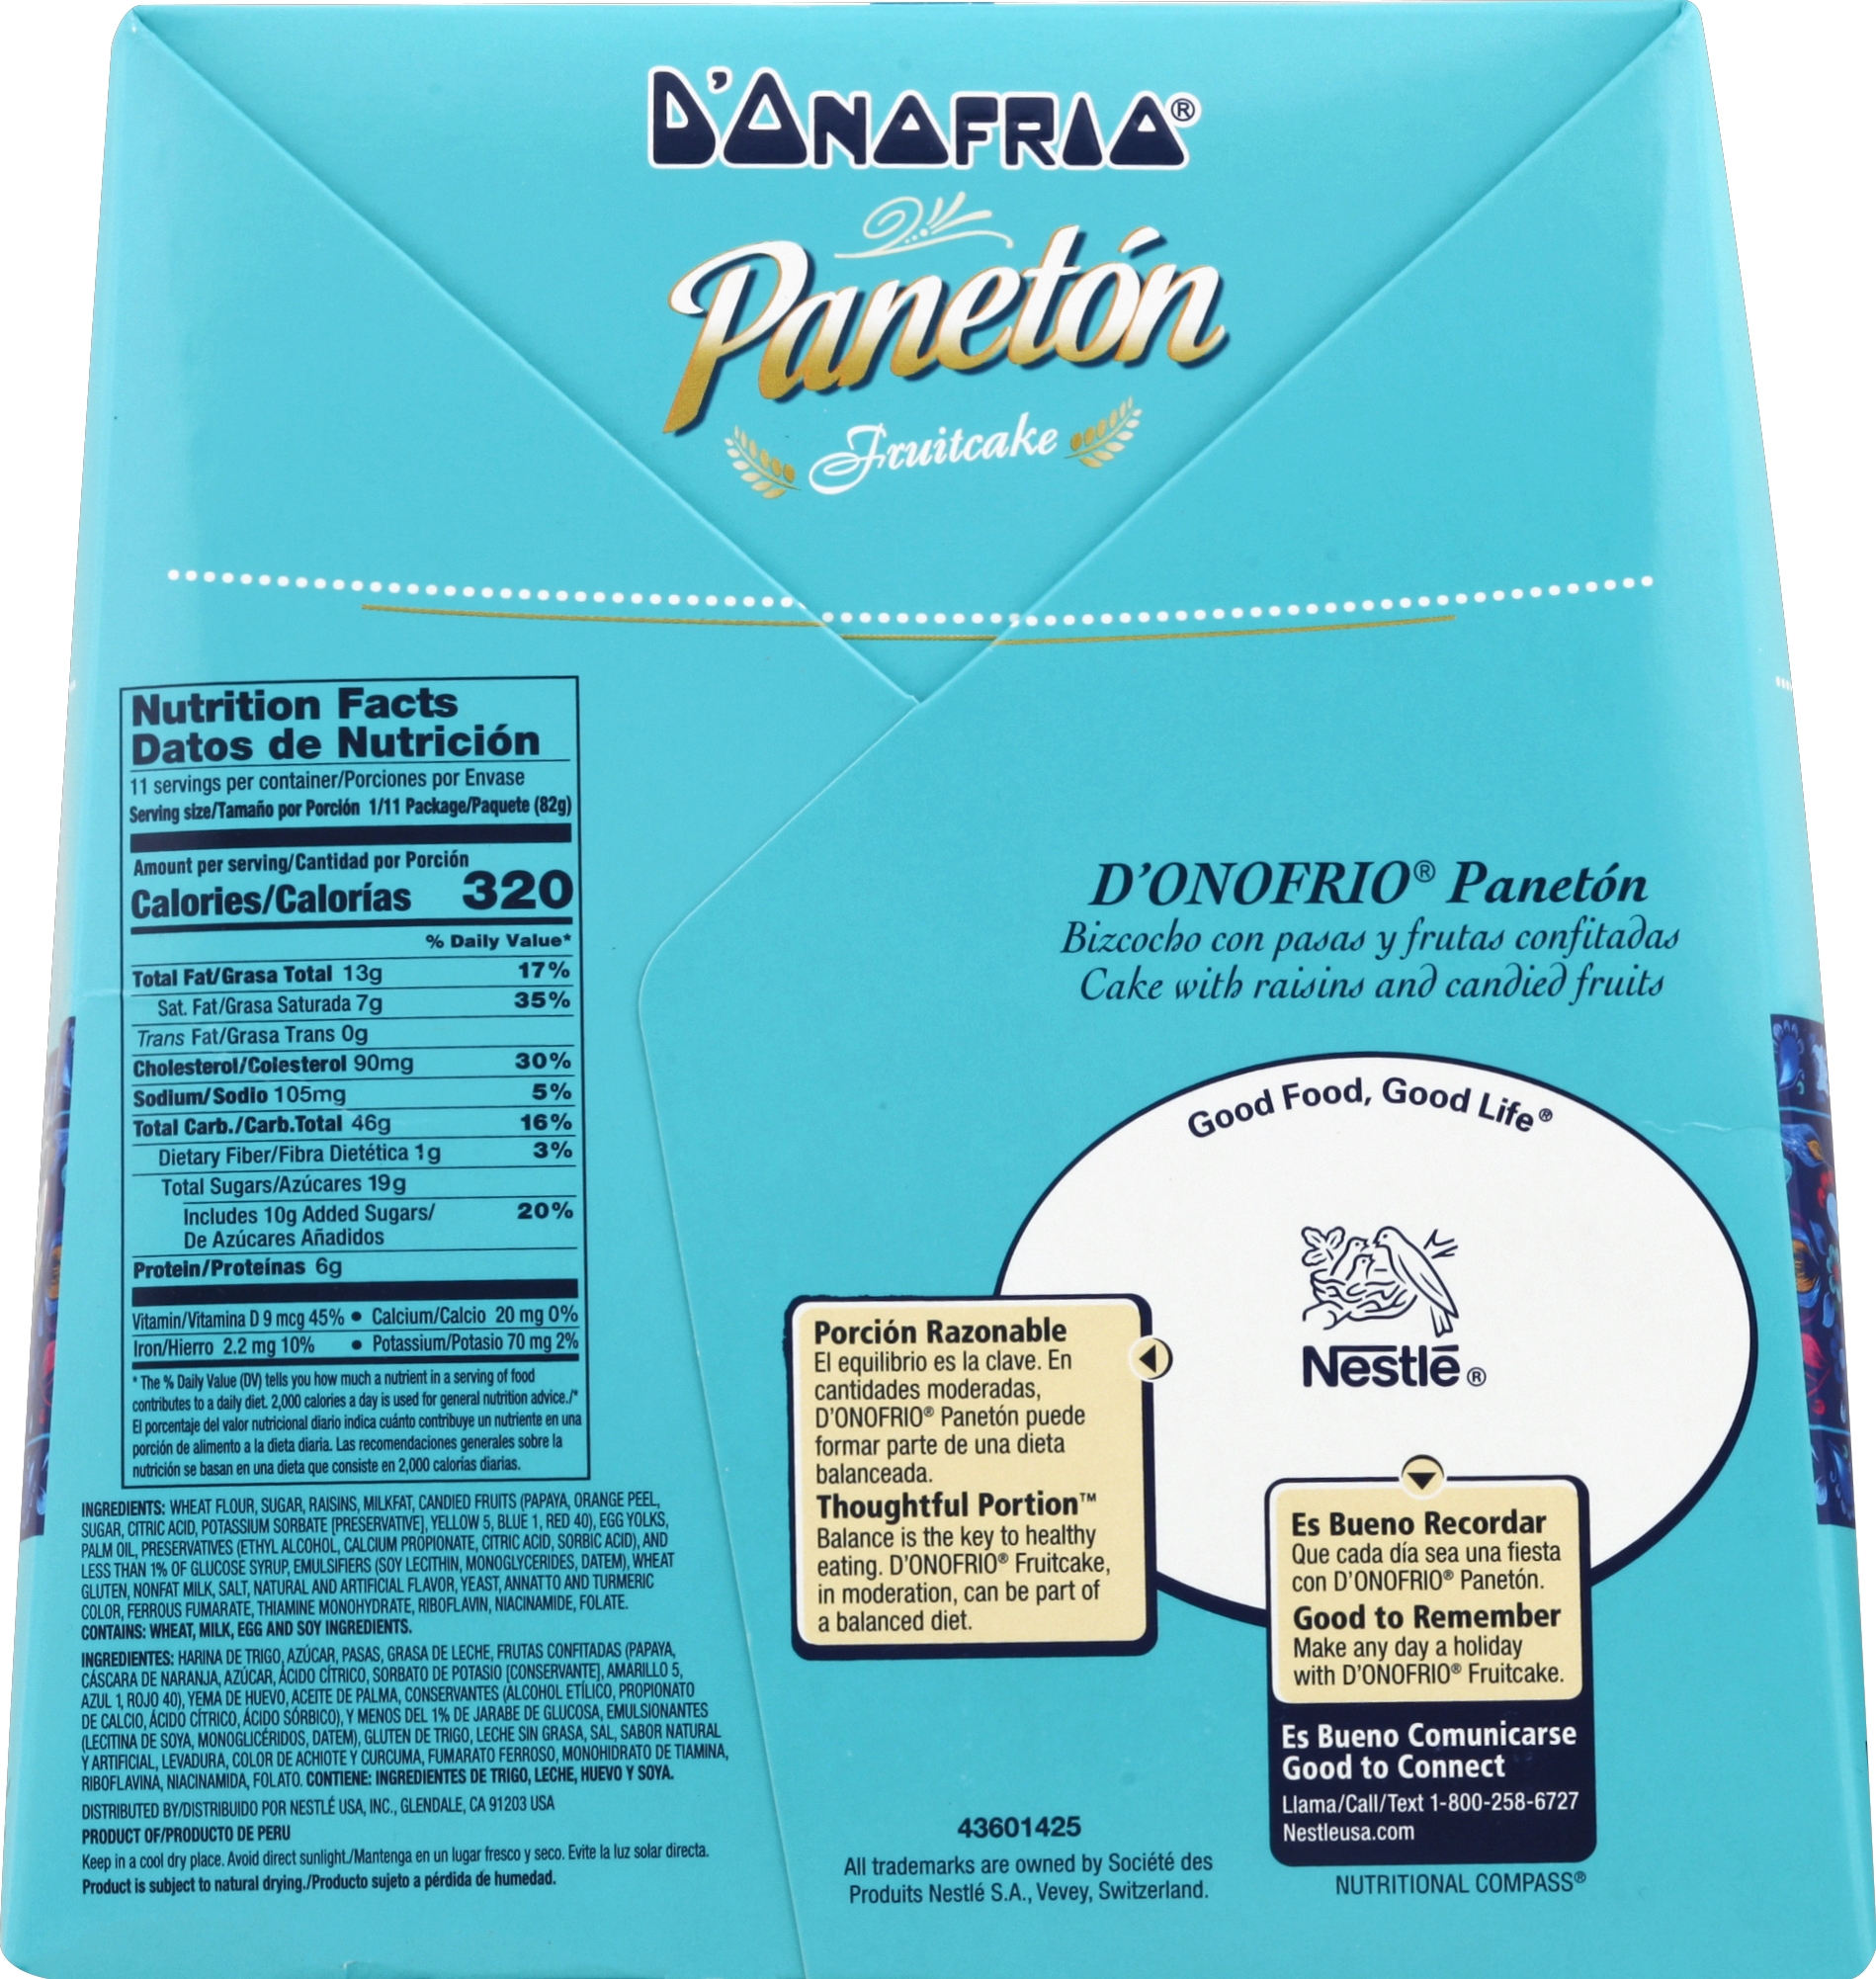 D'ONOFRIO®
Panetón
Fruitcake
Nutrition Facts
Datos de Nutrición
11 servings per container/Porciones por Envase
Serving size/Tamaño por Porción 1/11 Package/Paquete (82g)
Amount per serving/Cantidad por Porción
Calories/Calorías 320
% Daily Value*
Total Fat/Grasa Total 13g 17%
Sat. Fat/Grasa Saturada 7g 35%
Trans Fat/Grasa Trans 0g
Cholesterol/Colesterol 90mg 30%
Sodium/Sodio 105mg 5%
Total Carb./Carb.Total 46g 16%
Dietary Fiber/Fibra Dietética 1g 3%
Total Sugars/Azúcares 19g
Includes 10g Added Sugars/ 20%
De Azúcares Añadidos
Protein/Proteínas 6g
Vitamin/Vitamina D 9 mcg 45% • Calcium/Calcio 20 mg 0%
Iron/Hierro 2.2 mg 10% • Potassium/Potasio 70 mg 2%
* The % Daily Value (DV) tells you how much a nutrient in a serving of food
contributes to a daily diet. 2,000 calories a day is used for general nutrition advice./*
El porcentaje del valor nutricional diario indica cuánto contribuye un nutriente en una
porción de alimento a la dieta diaria. Las recomendaciones generales sobre la
nutrición se basan en una dieta que consiste en 2,000 calorías diarias.
INGREDIENTS: WHEAT FLOUR, SUGAR, RAISINS, MILKFAT, CANDIED FRUITS (PAPAYA, ORANGE PEEL,
SUGAR, CITRIC ACID, POTASSIUM SORBATE [PRESERVATIVE], YELLOW 5, BLUE 1, RED 40), EGG YOLKS,
PALM OIL, PRESERVATIVES (ETHYL ALCOHOL, CALCIUM PROPIONATE, CITRIC ACID, SORBIC ACID), AND
LESS THAN 1% OF GLUCOSE SYRUP, EMULSIFIERS (SOY LECITHIN, MONOGLYCERIDES, DATEM), WHEAT
GLUTEN, NONFAT MILK, SALT, NATURAL AND ARTIFICIAL FLAVOR, YEAST, ANNATTO AND TURMERIC
COLOR, FERROUS FUMARATE, THIAMINE MONOHYDRATE, RIBOFLAVIN, NIACINAMIDE, FOLATE.
CONTAINS: WHEAT, MILK, EGG AND SOY INGREDIENTS.
INGREDIENTES: HARINA DE TRIGO, AZÚCAR, PASAS, GRASA DE LECHE, FRUTAS CONFITADAS (PAPAYA,
CÁSCARA DE NARANJA, AZÚCAR, ÁCIDO CÍTRICO, SORBATO DE POTASIO [CONSERVANTE], AMARILLO 5,
AZUL 1, ROJO 40), YEMA DE HUEVO, ACEITE DE PALMA, CONSERVANTES (ALCOHOL ETÍLICO, PROPIONATO
DE CALCIO, ÁCIDO CÍTRICO, ÁCIDO SÓRBICO), Y MENOS DEL 1% DE JARABE DE GLUCOSA, EMULSIONANTES
(LECITINA DE SOYA, MONOGLICÉRIDOS, DATEM), GLUTEN DE TRIGO, LECHE SIN GRASA, SAL, SABOR NATURAL
Y ARTIFICIAL, LEVADURA, COLOR DE ACHIOTE Y CURCUMA, FUMARATO FERROSO, MONOHIDRATO DE TIAMINA,
RIBOFLAVINA, NIACINAMIDA, FOLATO. CONTIENE: INGREDIENTES DE TRIGO, LECHE, HUEVO Y SOYA.
DISTRIBUTED BY/DISTRIBUIDO POR NESTLÉ USA, INC., GLENDALE, CA 91203 USA
PRODUCT OF/PRODUCTO DE PERU
Keep in a cool dry place. Avoid direct sunlight./Mantenga en un lugar fresco y seco. Evite la luz solar directa.
Product is subject to natural drying./Producto sujeto a pérdida de humedad.
D'ONOFRIO® Panetón
Bizcocho con pasas y frutas confitadas
Cake with raisins and candied fruits
Good Food, Good Life®
Nestlé®
Porción Razonable
El equilibrio es la clave. En
cantidades moderadas,
D'ONOFRIO® Panetón puede
formar parte de una dieta
balanceada.
Thoughtful Portion™
Balance is the key to healthy
eating. D'ONOFRIO® Fruitcake,
in moderation, can be part of
a balanced diet.
Es Bueno Recordar
Que cada día sea una fiesta
con D'ONOFRIO® Panetón.
Good to Remember
Make any day a holiday
with D'ONOFRIO® Fruitcake.
Es Bueno Comunicarse
Good to Connect
Llama/Call/Text 1-800-258-6727
Nestleusa.com
NUTRITIONAL COMPASS®
43601425
All trademarks are owned by Société des
Produits Nestlé S.A., Vevey, Switzerland.